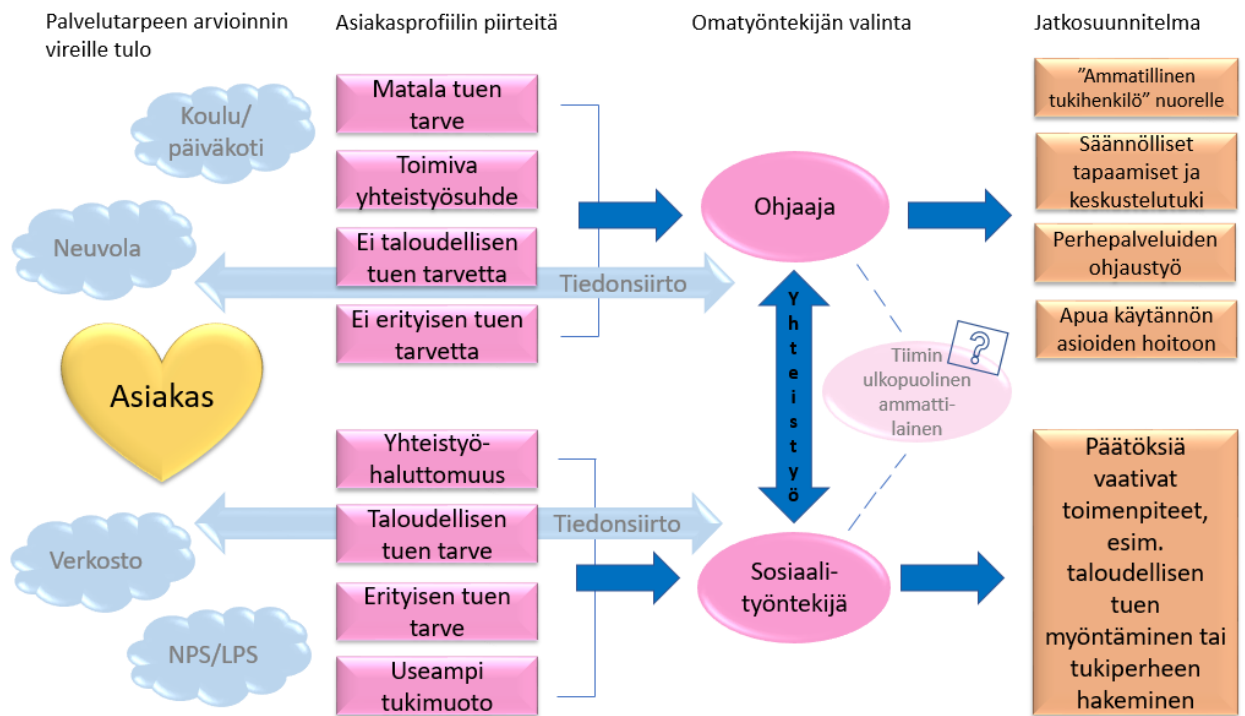 Palvelutarpeen arvioinnin
vireille tulo
Asiakasprofiilin piirteitä
Omatyöntekijän valinta
Jatkosuunnitelma
Koulu/
päiväkoti
Neuvola
Asiakas
Verkosto
NPS/LPS
Matala tuen
tarve
Toimiva
yhteistyösuhde
Ei taloudellisen
tuen tarvetta
Tiedonsiirto
Ei erityisen tuen
tarvetta
Yhteistyö-
haluttomuus
Taloudellisen
tuen tarve
Tiedonsiirto
Erityisen tuen
tarve
Useampi
tukimuoto
Ohjaaja
Yhteistyö
?
Tiimin
ulkopuolinen
ammatti-
lainen
Sosiaali-
työntekijä
”Ammatillinen
tukihenkilö” nuorelle
Säännölliset
tapaamiset ja
keskustelutuki
Perhepalveluiden
ohjaustyö
Apua käytännön
asioiden hoitoon
Päätöksiä
vaativat
toimenpiteet,
esim.
taloudellisen
tuen
myöntäminen tai
tukiperheen
hakeminen